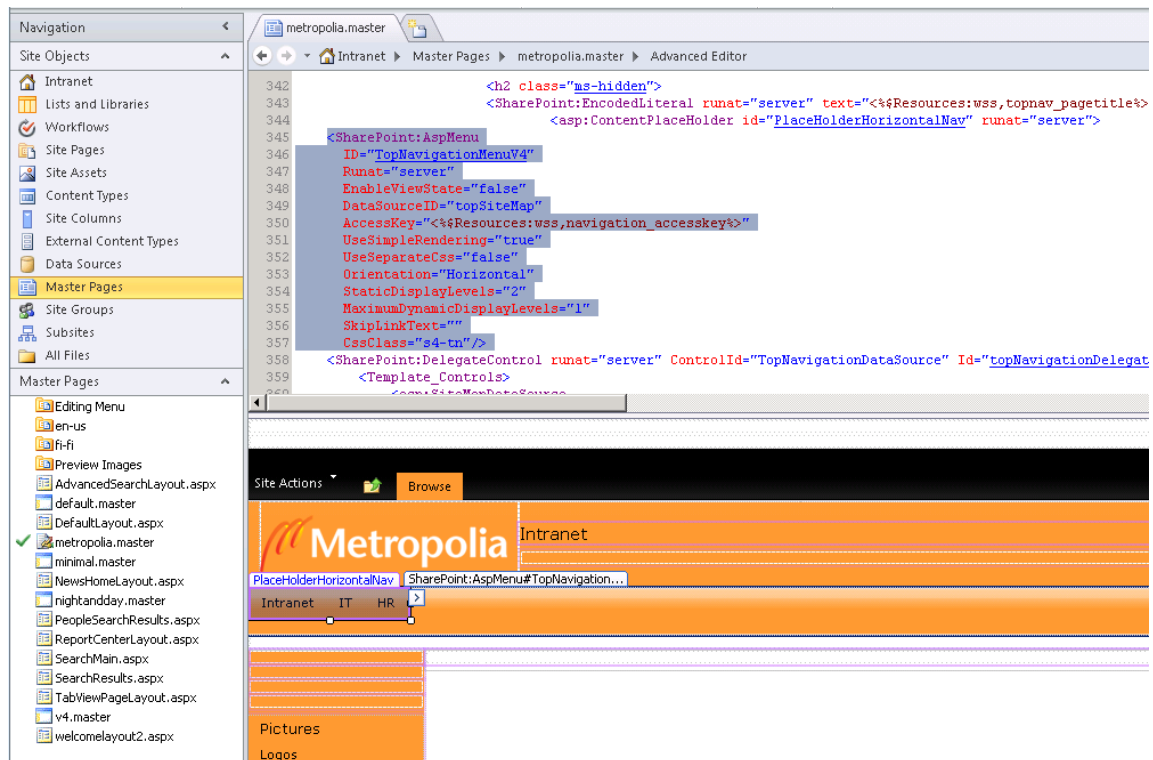 Navigation
Site Objects
Intranet
Lists and Libraries
Workflows
Site Pages
Site Assets
Content Types
Site Columns
External Content Types
Data Sources
Master Pages
Site Groups
Subsites
All Files
Master Pages
Editing Menu
en-us
fi-fi
Preview Images
AdvancedSearchLayout.aspx
default.master
DefaultLayout.aspx
metropolia.master
minimal.master
NewsHomeLayout.aspx
nightandday.master
PeopleSearchResults.aspx
ReportCenterLayout.aspx
SearchMain.aspx
SearchResults.aspx
TabViewPageLayout.aspx
v4.master
welcomelayout2.aspx
metropolia.master
Intranet Master Pages metropolia.master Advanced Editor
342 <h2 class="ms-hidden">
343 <SharePoint:EncodedLiteral runat="server" text="<%$Resources:wss,topnav_pagetitle%>
344 <asp:ContentPlaceHolder id="PlaceHolderHorizontalNav" runat="server">
345 <SharePoint:AspMenu
346 ID="TopNavigationMenuV4"
347 Runat="server"
348 EnableViewState="false"
349 DataSourceID="topSiteMap"
350 AccessKey="<%$Resources:wss,navigation_accesskey%>"
351 UseSimpleRendering="true"
352 UseSeparateCss="false"
353 Orientation="Horizontal"
354 StaticDisplayLevels="2"
355 MaximumDynamicDisplayLevels="1"
356 SkipLinkText=""
357 CssClass="s4-tn"/>
358 <SharePoint:DelegateControl runat="server" ControlId="TopNavigationDataSource" Id="topNavigationDelegat
359 <Template_Controls>
360 <asp:SiteMapDataSource
Site Actions Browse
Metropolia Intranet
PlaceHolderHorizontalNav SharePoint:AspMenu#TopNavigation...
Intranet IT HR
Pictures
Logos